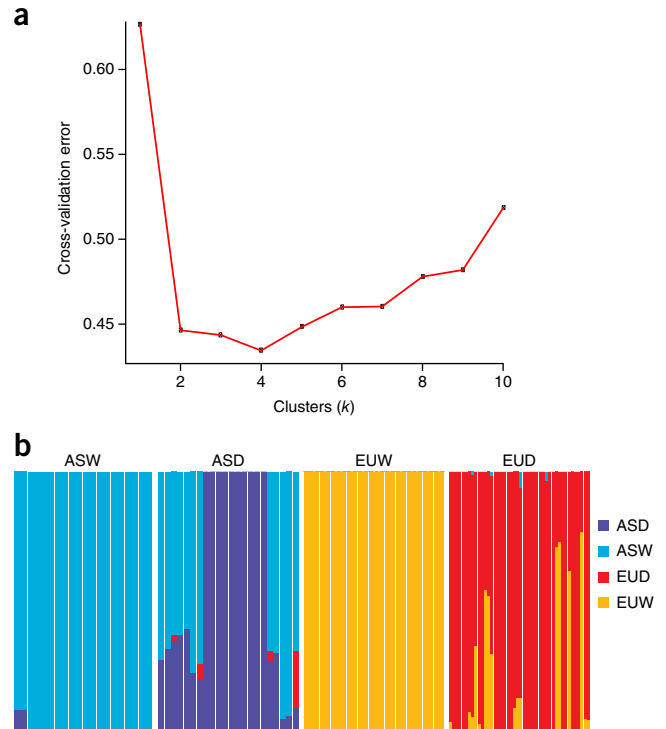 a
Cross-validation error
0.60
0.55
0.50
0.45
2 4 6 8 10
Clusters (k)
b
ASW ASD EUW EUD
ASD
ASW
EUD
EUW